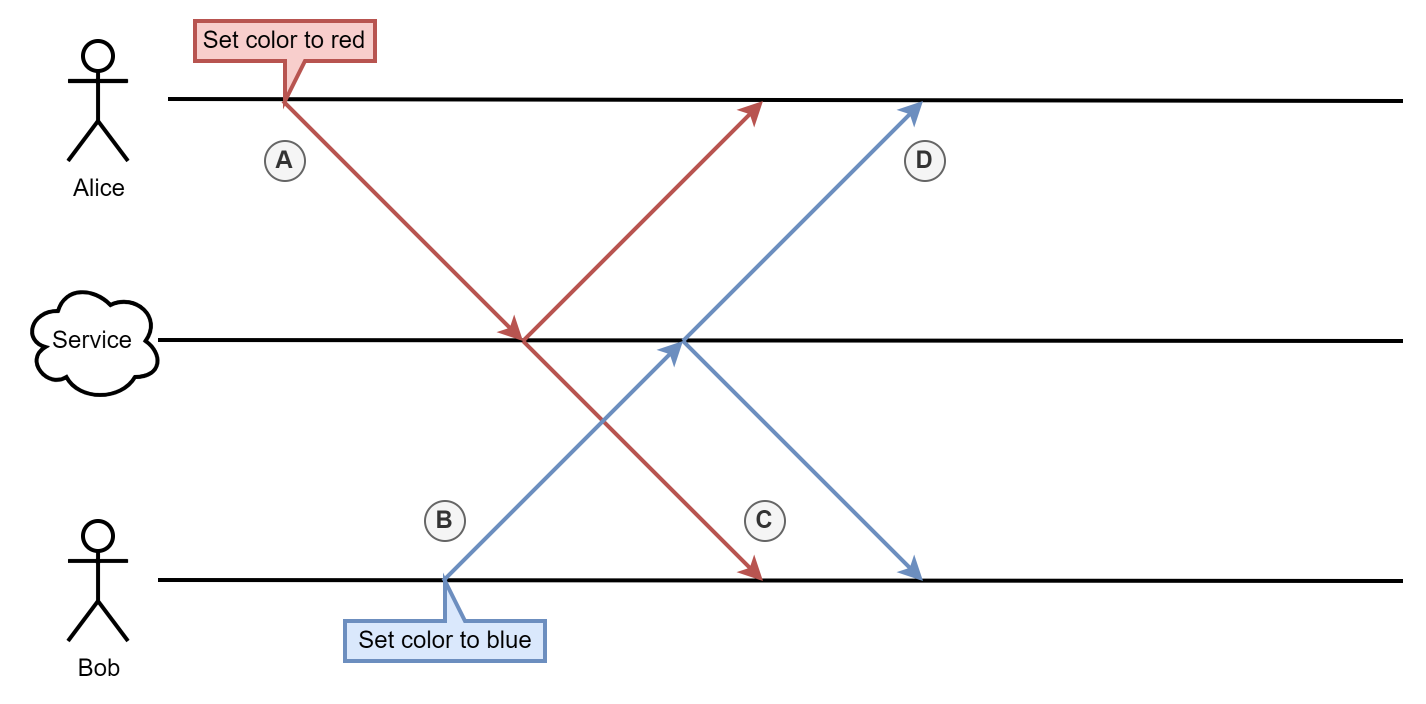 Set color to red
A
D
Alice
Service
B
C
Set color to blue
Bob